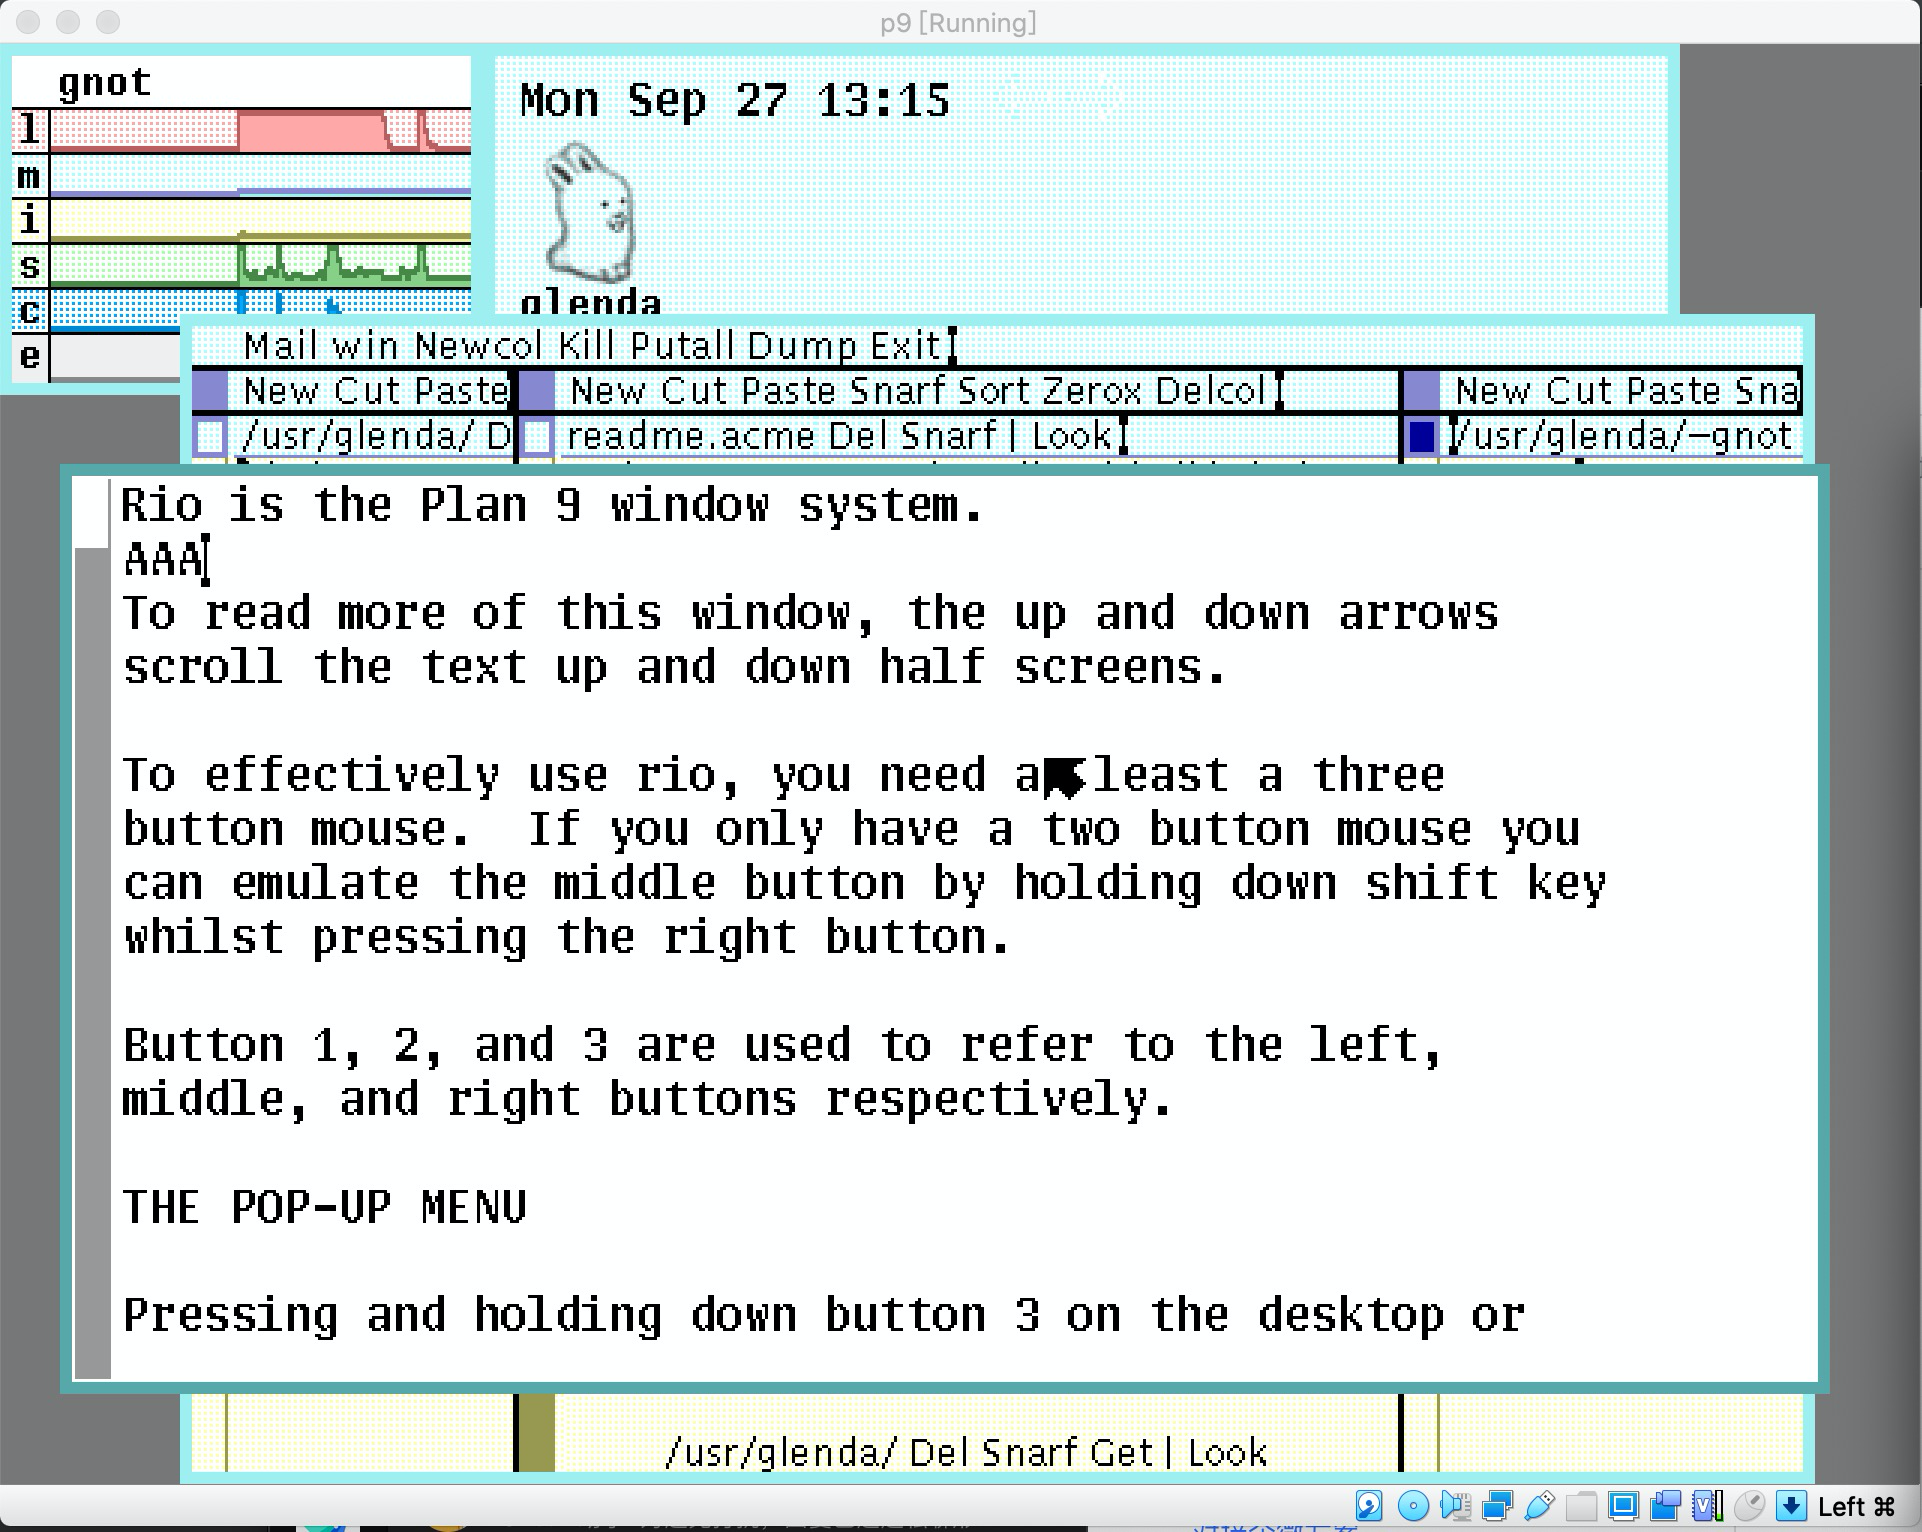 p9 [Running]
gnot
l
m
i
s
c
e
Mon Sep 27 13:15
glenda
Mail win Newcol Kill Putall Dump Exit
New Cut Paste
New Cut Paste Snarf Sort Zerox Delcol
New Cut Paste Sna
/usr/glenda/ D
readme.acme Del Snarf | Look
/usr/glenda/-gnot
Rio is the Plan 9 window system.
AAA
To read more of this window, the up and down arrows
scroll the text up and down half screens.
To effectively use rio, you need a least a three
button mouse.  If you only have a two button mouse you
can emulate the middle button by holding down shift key
whilst pressing the right button.
Button 1, 2, and 3 are used to refer to the left,
middle, and right buttons respectively.
THE POP-UP MENU
Pressing and holding down button 3 on the desktop or
/usr/glenda/ Del Snarf Get | Look
Left ⌘